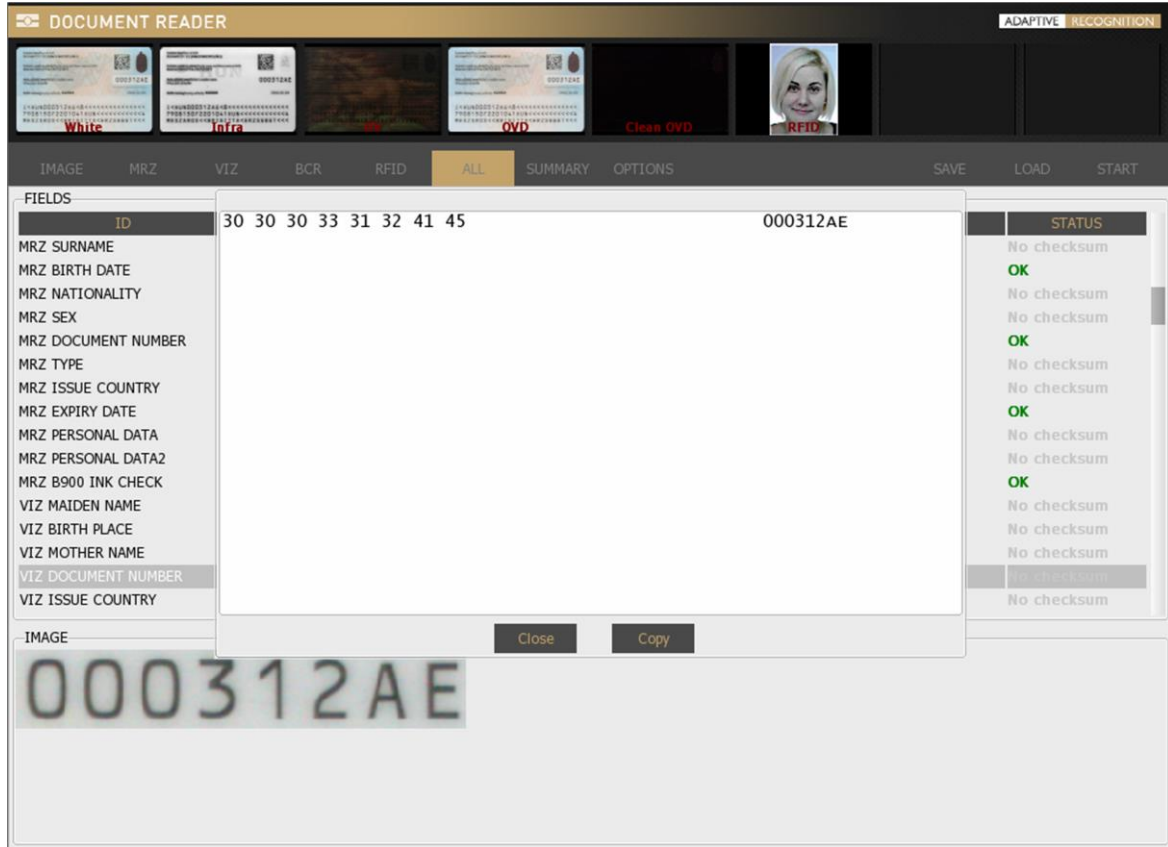 DOCUMENT READER
ADAPTIVE RECOGNITION
White
Infra
UV
OVD
Clean OVD
RFID
000312AE
000312AE
000312AE
IMAGE MRZ VIZ BCR RFID ALL SUMMARY OPTIONS SAVE LOAD START
FIELDS
ID STATUS
30 30 30 33 31 32 41 45 000312AE
MRZ SURNAME No checksum
MRZ BIRTH DATE OK
MRZ NATIONALITY No checksum
MRZ SEX No checksum
MRZ DOCUMENT NUMBER OK
MRZ TYPE No checksum
MRZ ISSUE COUNTRY No checksum
MRZ EXPIRY DATE OK
MRZ PERSONAL DATA No checksum
MRZ PERSONAL DATA2 No checksum
MRZ B900 INK CHECK OK
VIZ MAIDEN NAME No checksum
VIZ BIRTH PLACE No checksum
VIZ MOTHER NAME No checksum
VIZ DOCUMENT NUMBER No checksum
VIZ ISSUE COUNTRY No checksum
Close Copy
IMAGE
000312AE